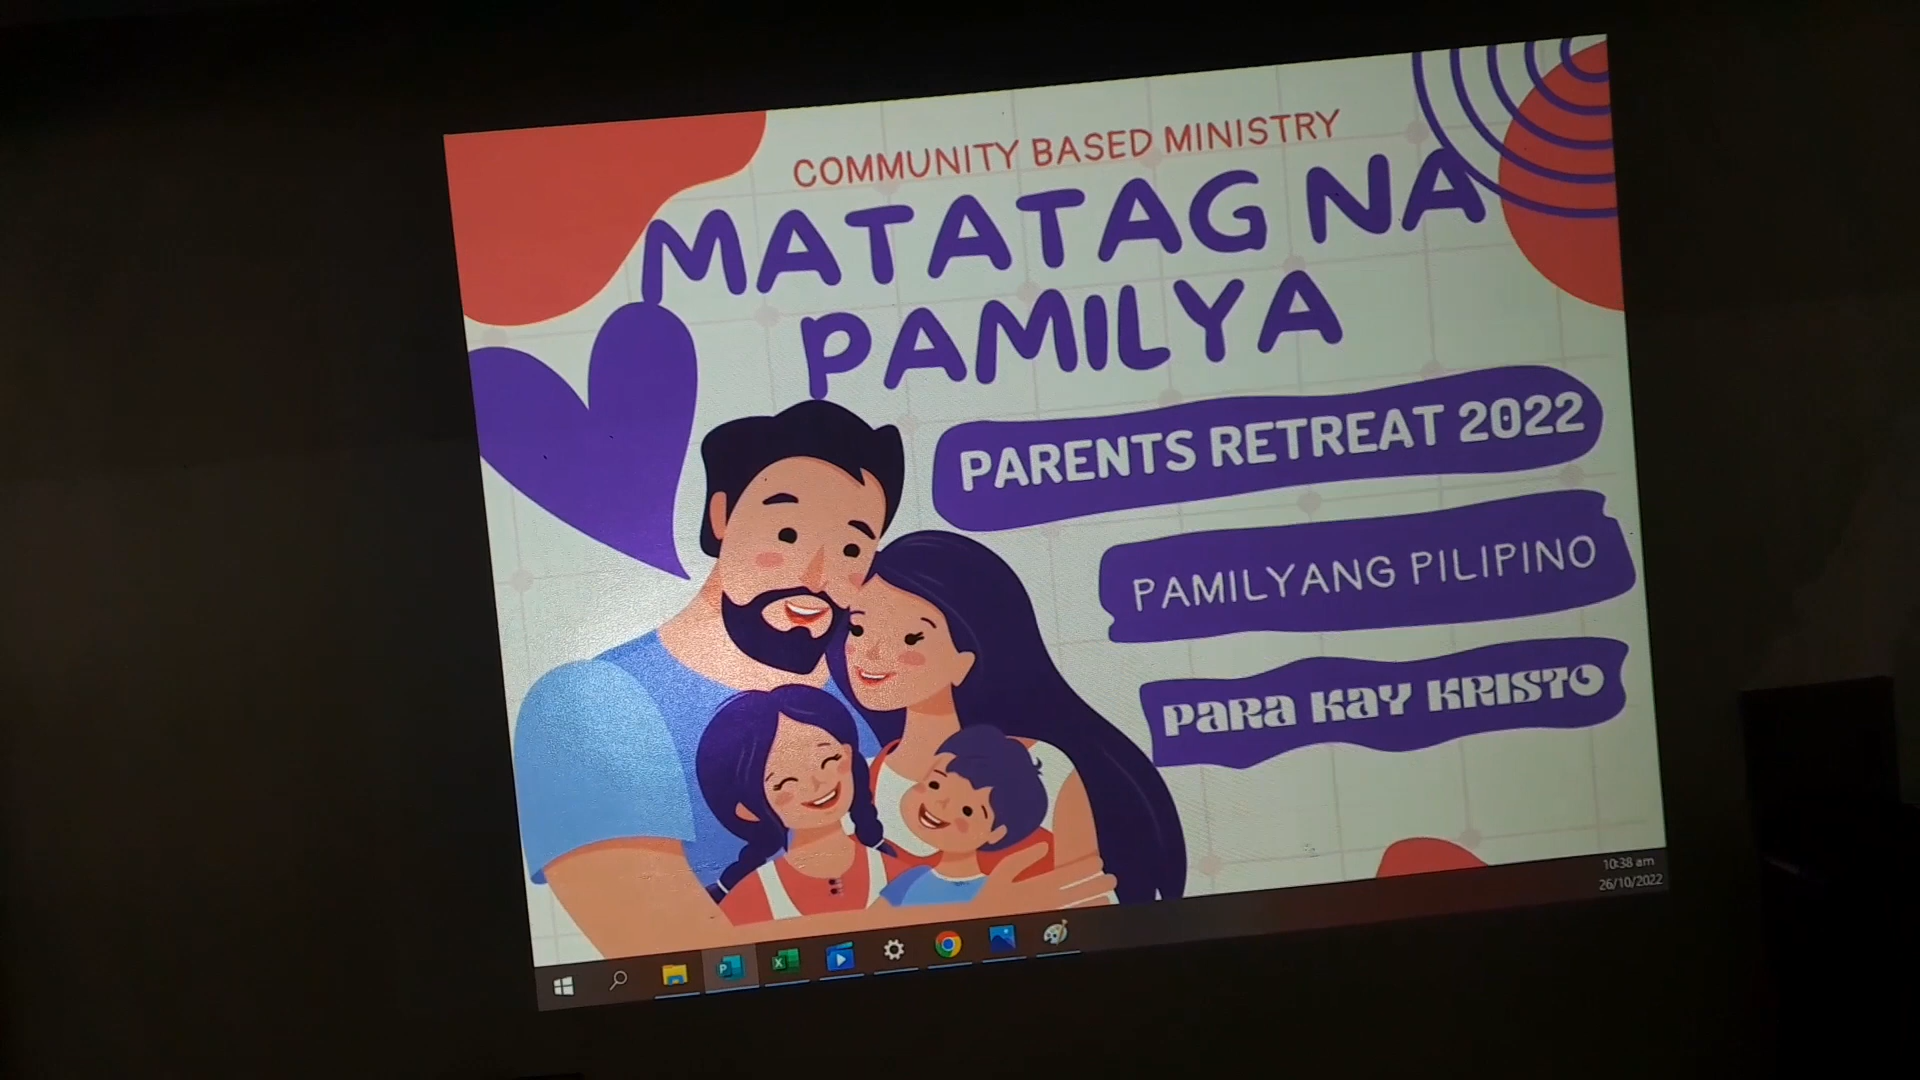 COMMUNITY BASED MINISTRY
MATATAG NA
PAMILYA
PARENTS RETREAT 2022
PAMILYANG PILIPINO
PARA KAY KRISTO
10:38 am
26/10/2022